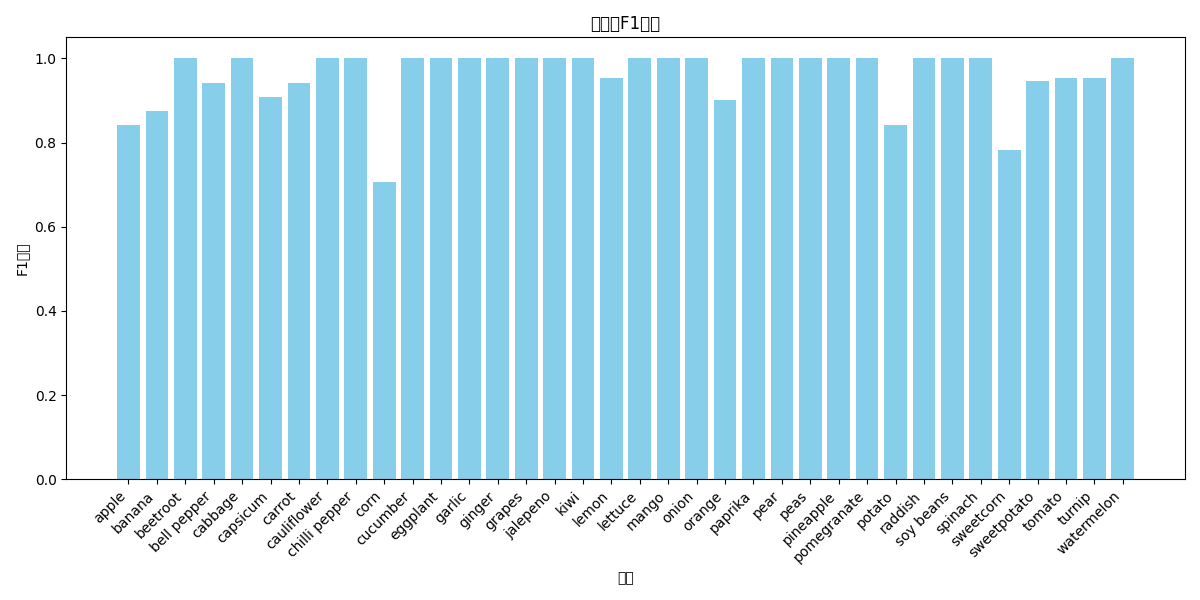 F1
F1
1.0
0.8
0.6
0.4
0.2
0.0
apple
banana
beetroot
bell pepper
cabbage
capsicum
carrot
cauliflower
chilli pepper
corn
cucumber
eggplant
garlic
ginger
grapes
jalepeno
kiwi
lemon
lettuce
mango
onion
orange
paprika
pear
peas
pineapple
pomegranate
potato
raddish
soy beans
spinach
sweetcorn
sweetpotato
tomato
turnip
watermelon